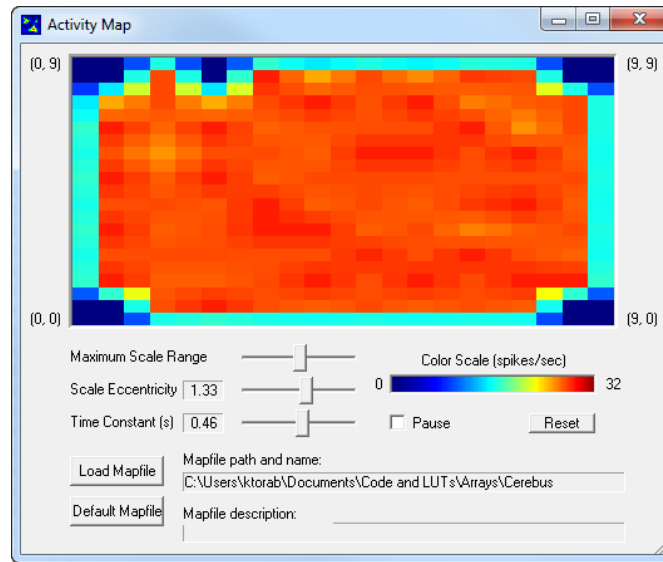 Activity Map
(0, 9) (9, 9)
(0, 0) (9, 0)
Maximum Scale Range
Color Scale (spikes/sec)
Scale Eccentricity 1.33 0 32
Time Constant (s) 0.46 Pause Reset
Load Mapfile Mapfile path and name:
C:\Users\ktorab\Documents\Code and LUTs\Arrays\Cerebus
Default Mapfile Mapfile description: